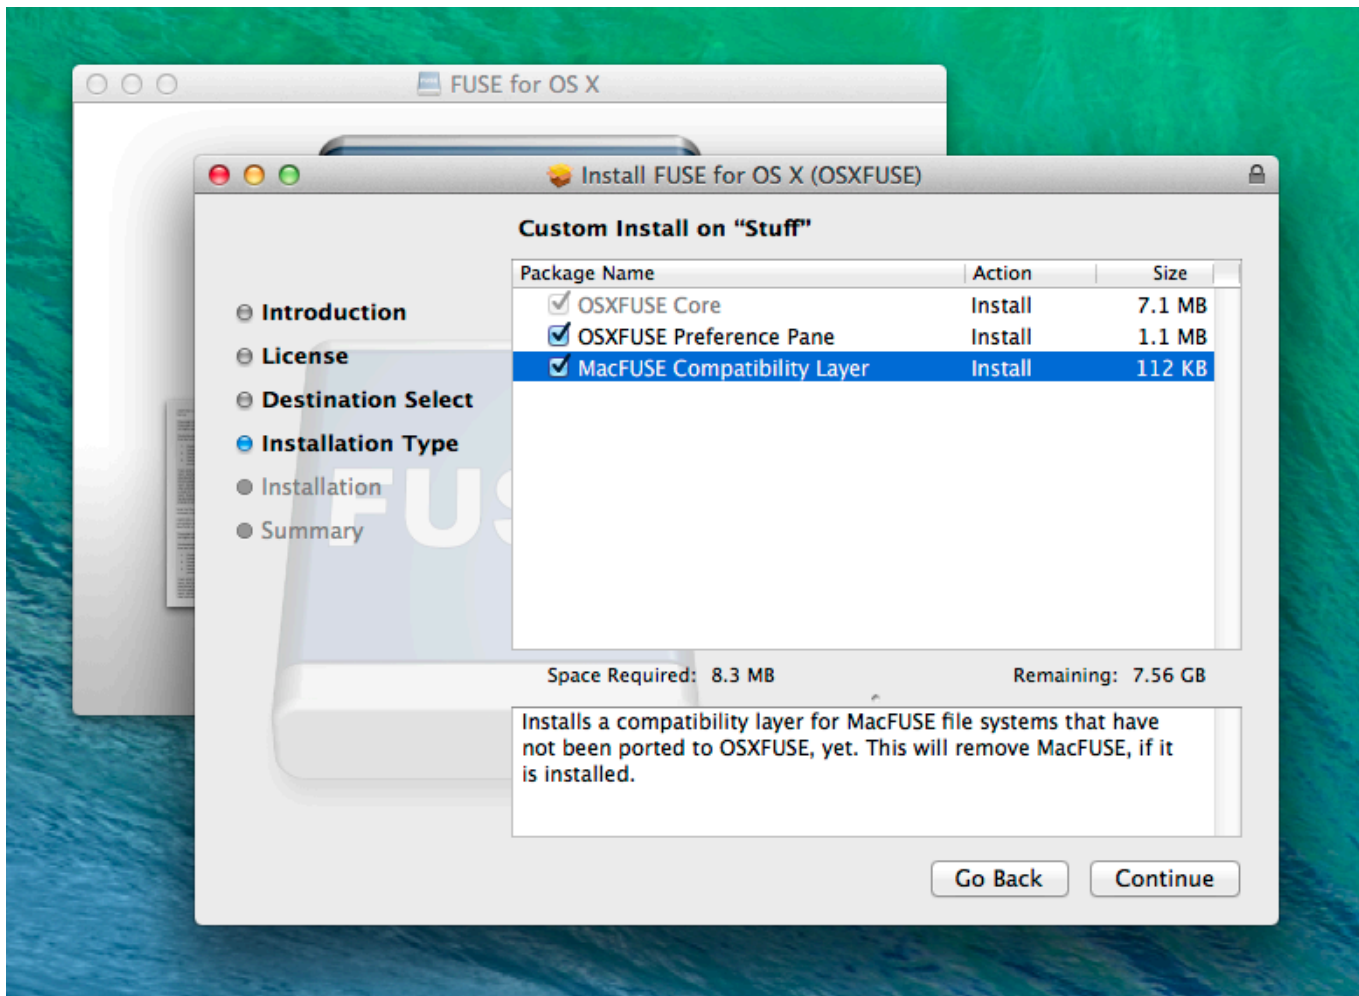 FUSE for OS X
Install FUSE for OS X (OSXFUSE)
Custom Install on “Stuff”
Package Name Action Size
OSXFUSE Core Install 7.1 MB
OSXFUSE Preference Pane Install 1.1 MB
MacFUSE Compatibility Layer Install 112 KB
Introduction
License
Destination Select
Installation Type
Installation
Summary
FUS
Space Required: 8.3 MB Remaining: 7.56 GB
Installs a compatibility layer for MacFUSE file systems that have
not been ported to OSXFUSE, yet. This will remove MacFUSE, if it
is installed.
Go Back Continue